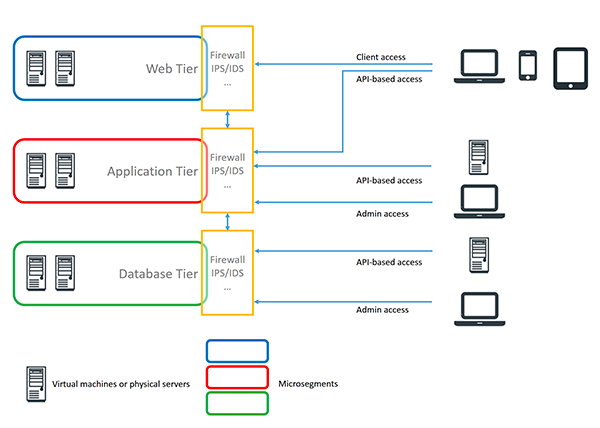 Web Tier
Firewall
IPS/IDS
...
Client access
API-based access
Application Tier
Firewall
IPS/IDS
...
API-based access
Admin access
Database Tier
Firewall
IPS/IDS
...
API-based access
Admin access
Virtual machines or physical servers
Microsegments